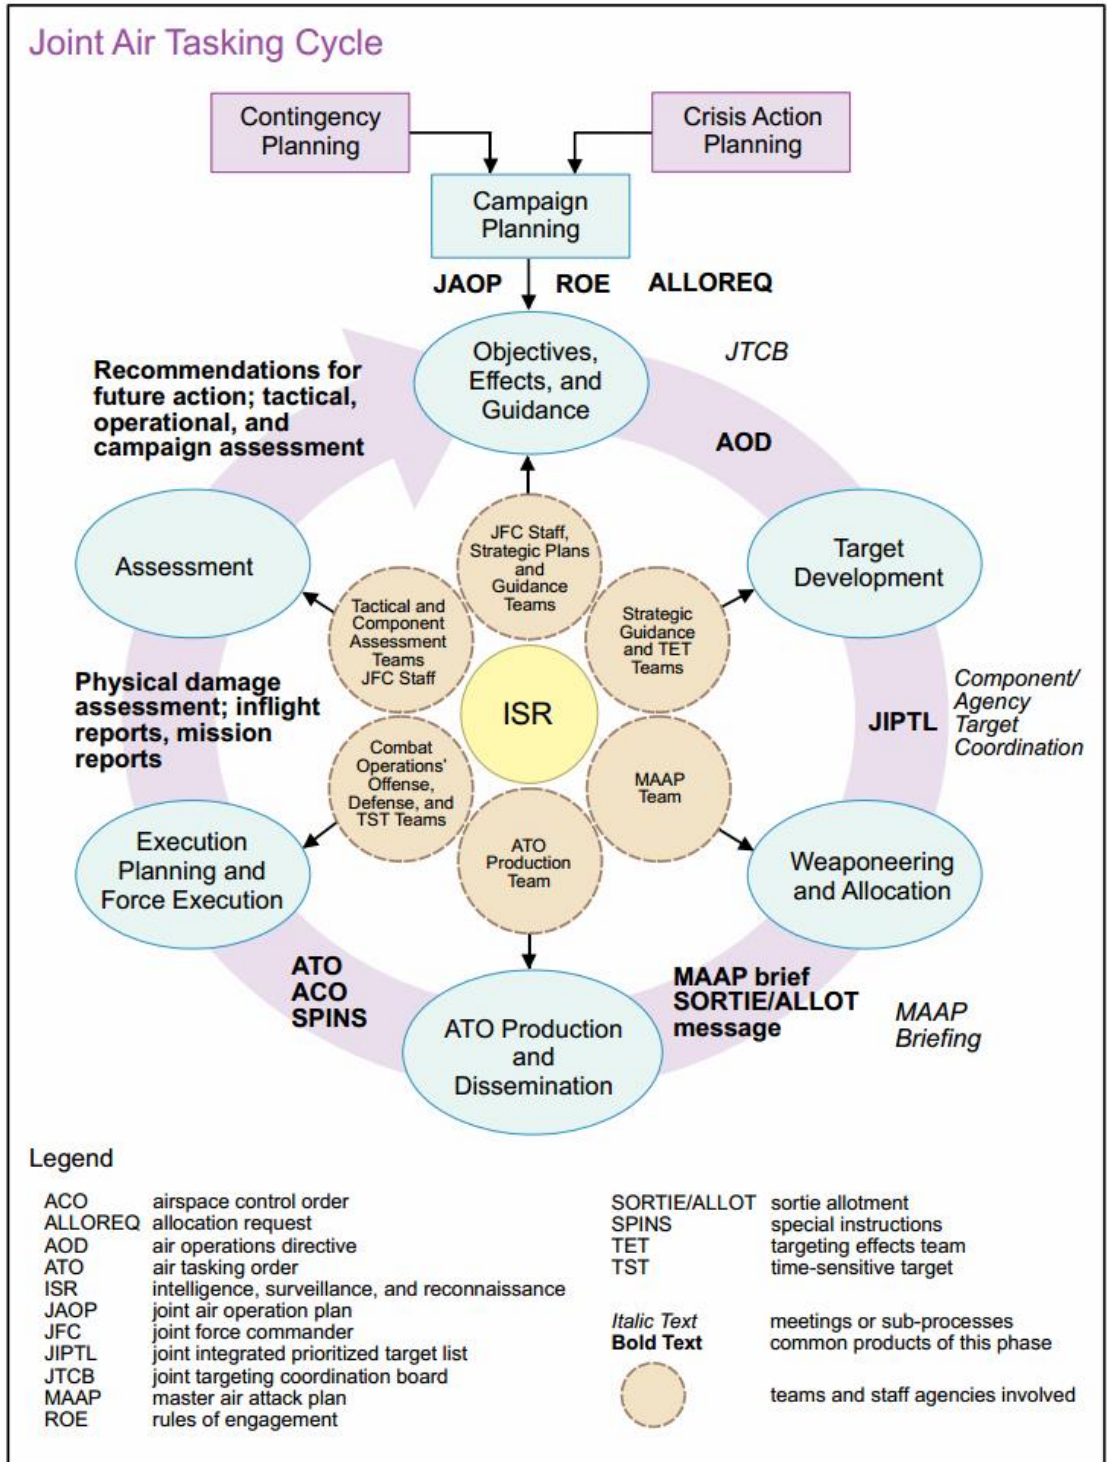 Joint Air Tasking Cycle
Contingency
Planning
Crisis Action
Planning
Campaign
Planning
JAOP
ROE
ALLOREQ
Objectives,
Effects, and
Guidance
JTCB
AOD
Recommendations for
future action; tactical,
operational, and
campaign assessment
Target
Development
Assessment
JFC Staff,
Strategic Plans
and
Guidance
Teams
Strategic
Guidance
and TET
Teams
Tactical and
Component
Assessment
Teams
JFC Staff
ISR
Component/
Agency
Target
Coordination
JIPTL
Physical damage
assessment; inflight
reports, mission
reports
Combat
Operations'
Offense,
Defense, and
TST Teams
MAAP
Team
ATO
Production
Team
Execution
Planning and
Force Execution
Weaponeering
and Allocation
ATO
ACO
SPINS
MAAP brief
SORTIE/ALLOT
message
MAAP
Briefing
ATO Production
and
Dissemination
Legend
ACO airspace control order
ALLOREQ allocation request
AOD air operations directive
ATO air tasking order
ISR intelligence, surveillance, and reconnaissance
JAOP joint air operation plan
JFC joint force commander
JIPTL joint integrated prioritized target list
JTCB joint targeting coordination board
MAAP master air attack plan
ROE rules of engagement
SORTIE/ALLOT sortie allotment
SPINS special instructions
TET targeting effects team
TST time-sensitive target
Italic Text meetings or sub-processes
Bold Text common products of this phase
teams and staff agencies involved